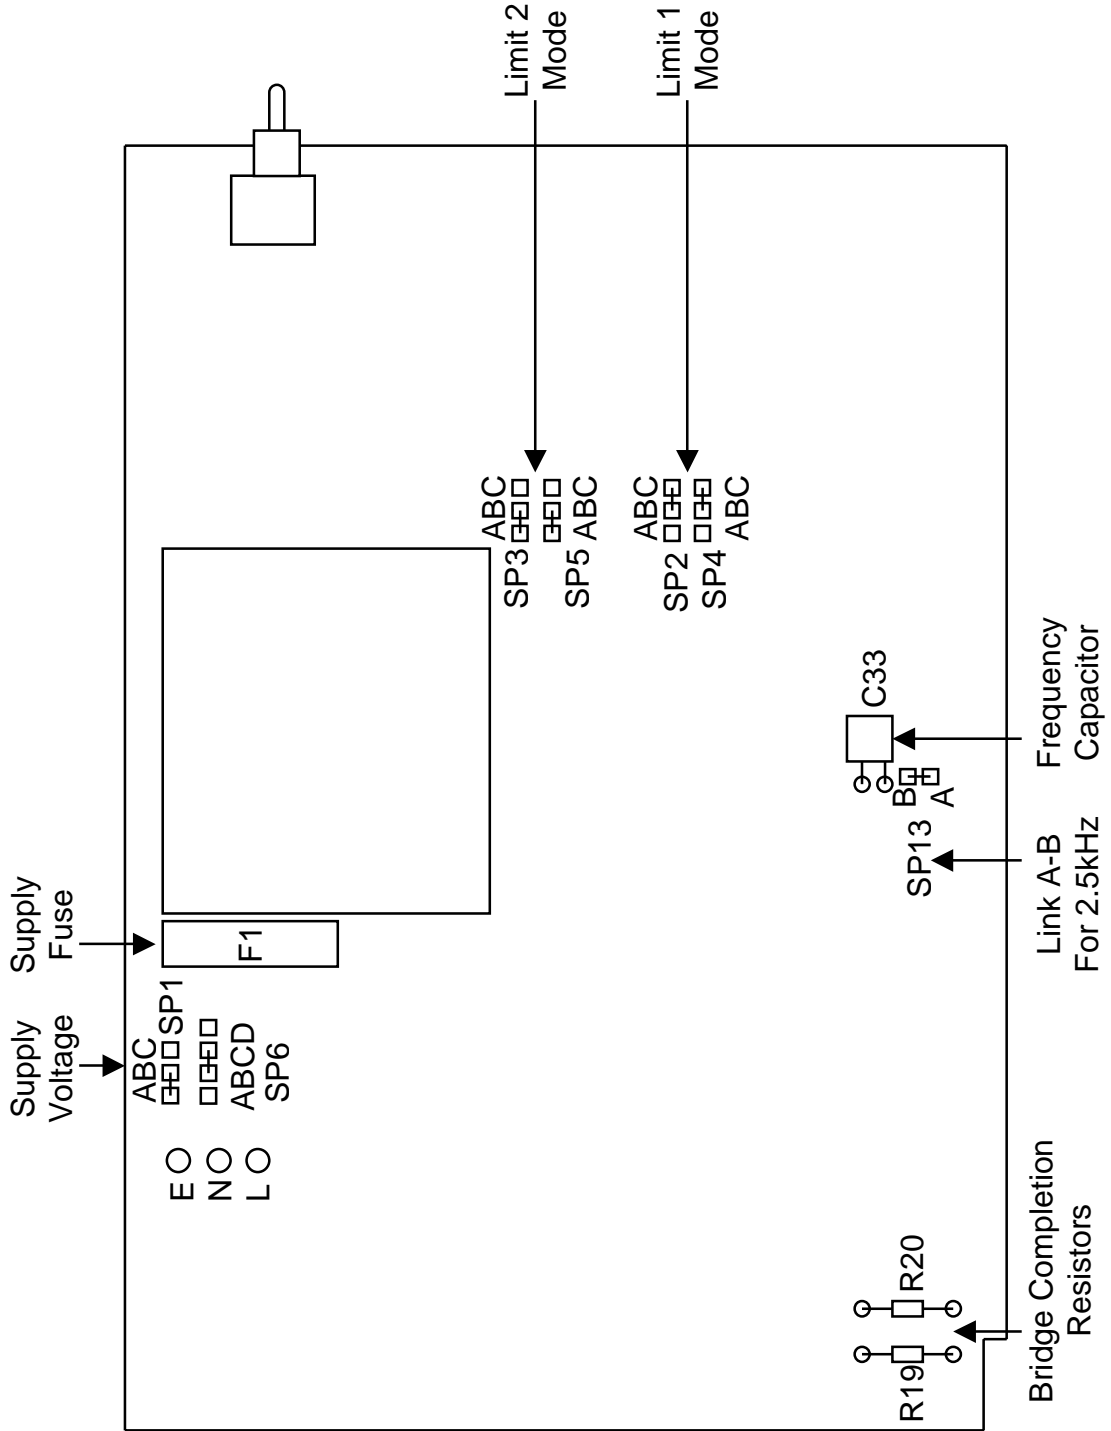 Supply
Voltage
Supply
Fuse
ABC
SP1
ABCD
SP6
E
N
L
F1
SP3
ABC
SP5
ABC
Limit 2
Mode
SP2
ABC
SP4
ABC
Limit 1
Mode
C33
B
A
SP13
R19
R20
Bridge Completion
Resistors
Link A-B
For 2.5kHz
Frequency
Capacitor